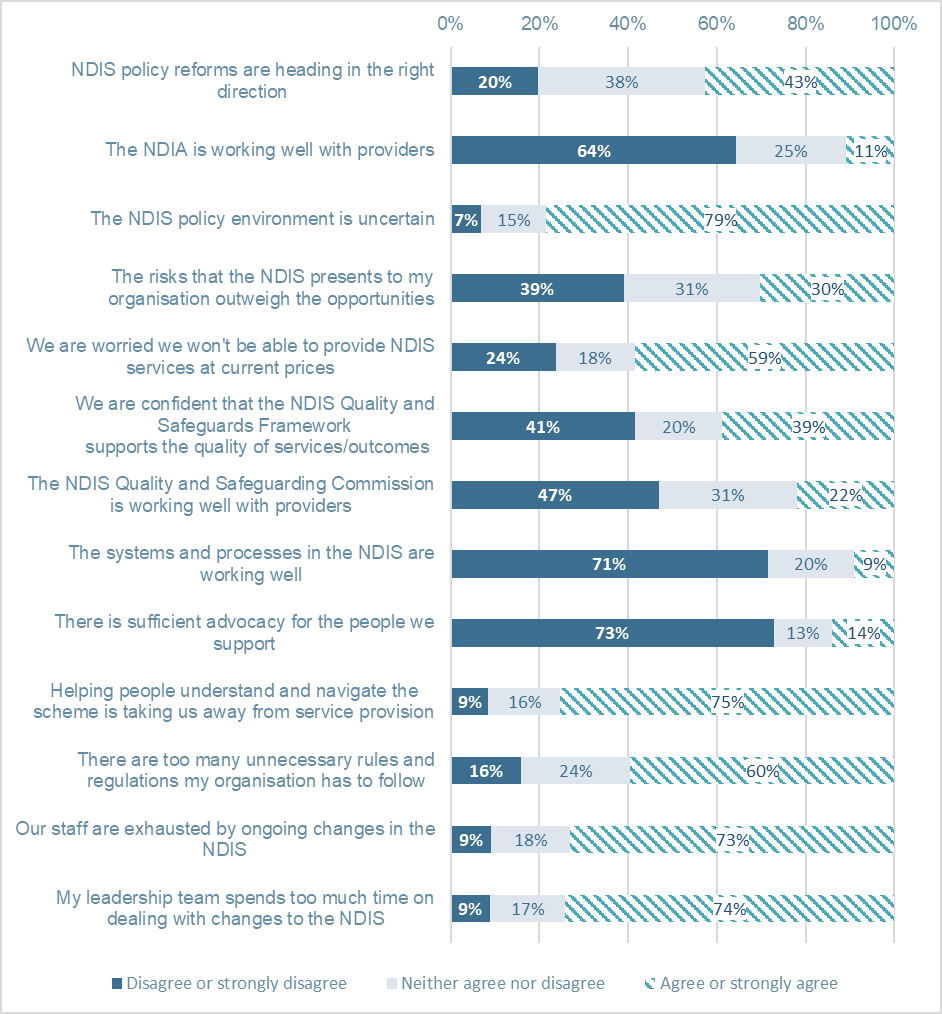 0% 20% 40% 60% 80% 100%
NDIS policy reforms are heading in the right
direction
20% 38% 43%
The NDIA is working well with providers
64% 25% 11%
The NDIS policy environment is uncertain
7% 15% 79%
The risks that the NDIS presents to my
organisation outweigh the opportunities
39% 31% 30%
We are worried we won't be able to provide NDIS
services at current prices
24% 18% 59%
We are confident that the NDIS Quality and
Safeguards Framework
supports the quality of services/outcomes
41% 20% 39%
The NDIS Quality and Safeguarding Commission
is working well with providers
47% 31% 22%
The systems and processes in the NDIS are
working well
71% 20% 9%
There is sufficient advocacy for the people we
support
73% 13% 14%
Helping people understand and navigate the
scheme is taking us away from service provision
9% 16% 75%
There are too many unnecessary rules and
regulations my organisation has to follow
16% 24% 60%
Our staff are exhausted by ongoing changes in the
NDIS
9% 18% 73%
My leadership team spends too much time on
dealing with changes to the NDIS
9% 17% 74%
Disagree or strongly disagree Neither agree nor disagree Agree or strongly agree